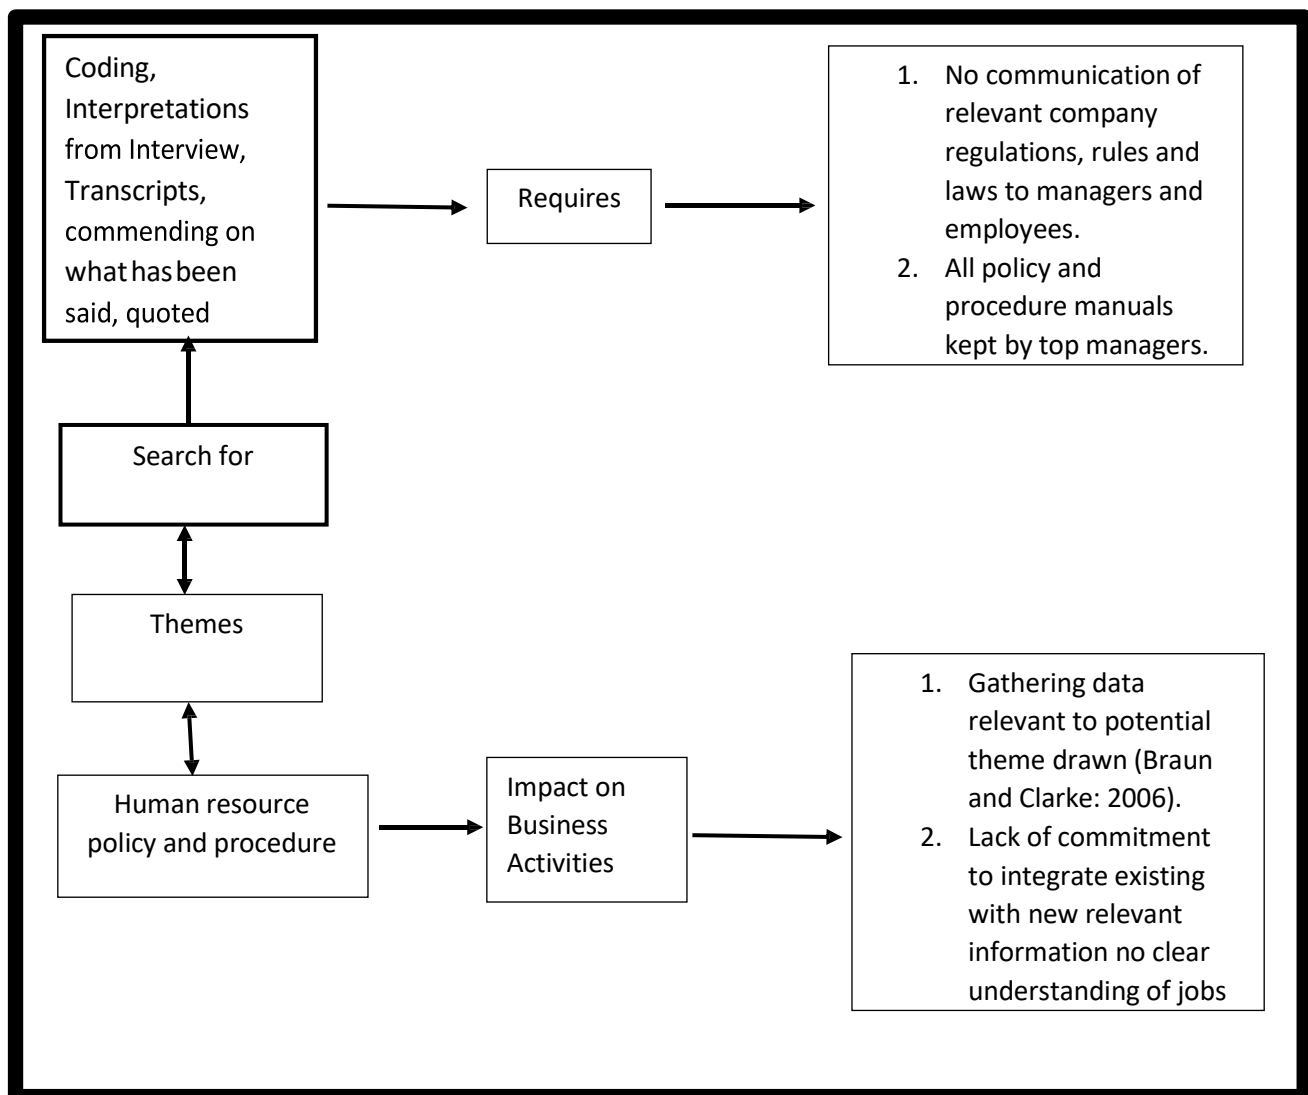 Coding,
Interpretations
from Interview,
Transcripts,
commending on
what has been
said, quoted
Requires
1. No communication of
relevant company
regulations, rules and
laws to managers and
employees.
2. All policy and
procedure manuals
kept by top managers.
Search for
Themes
Human resource
policy and procedure
Impact on
Business
Activities
1. Gathering data
relevant to potential
theme drawn (Braun
and Clarke: 2006).
2. Lack of commitment
to integrate existing
with new relevant
information no clear
understanding of jobs